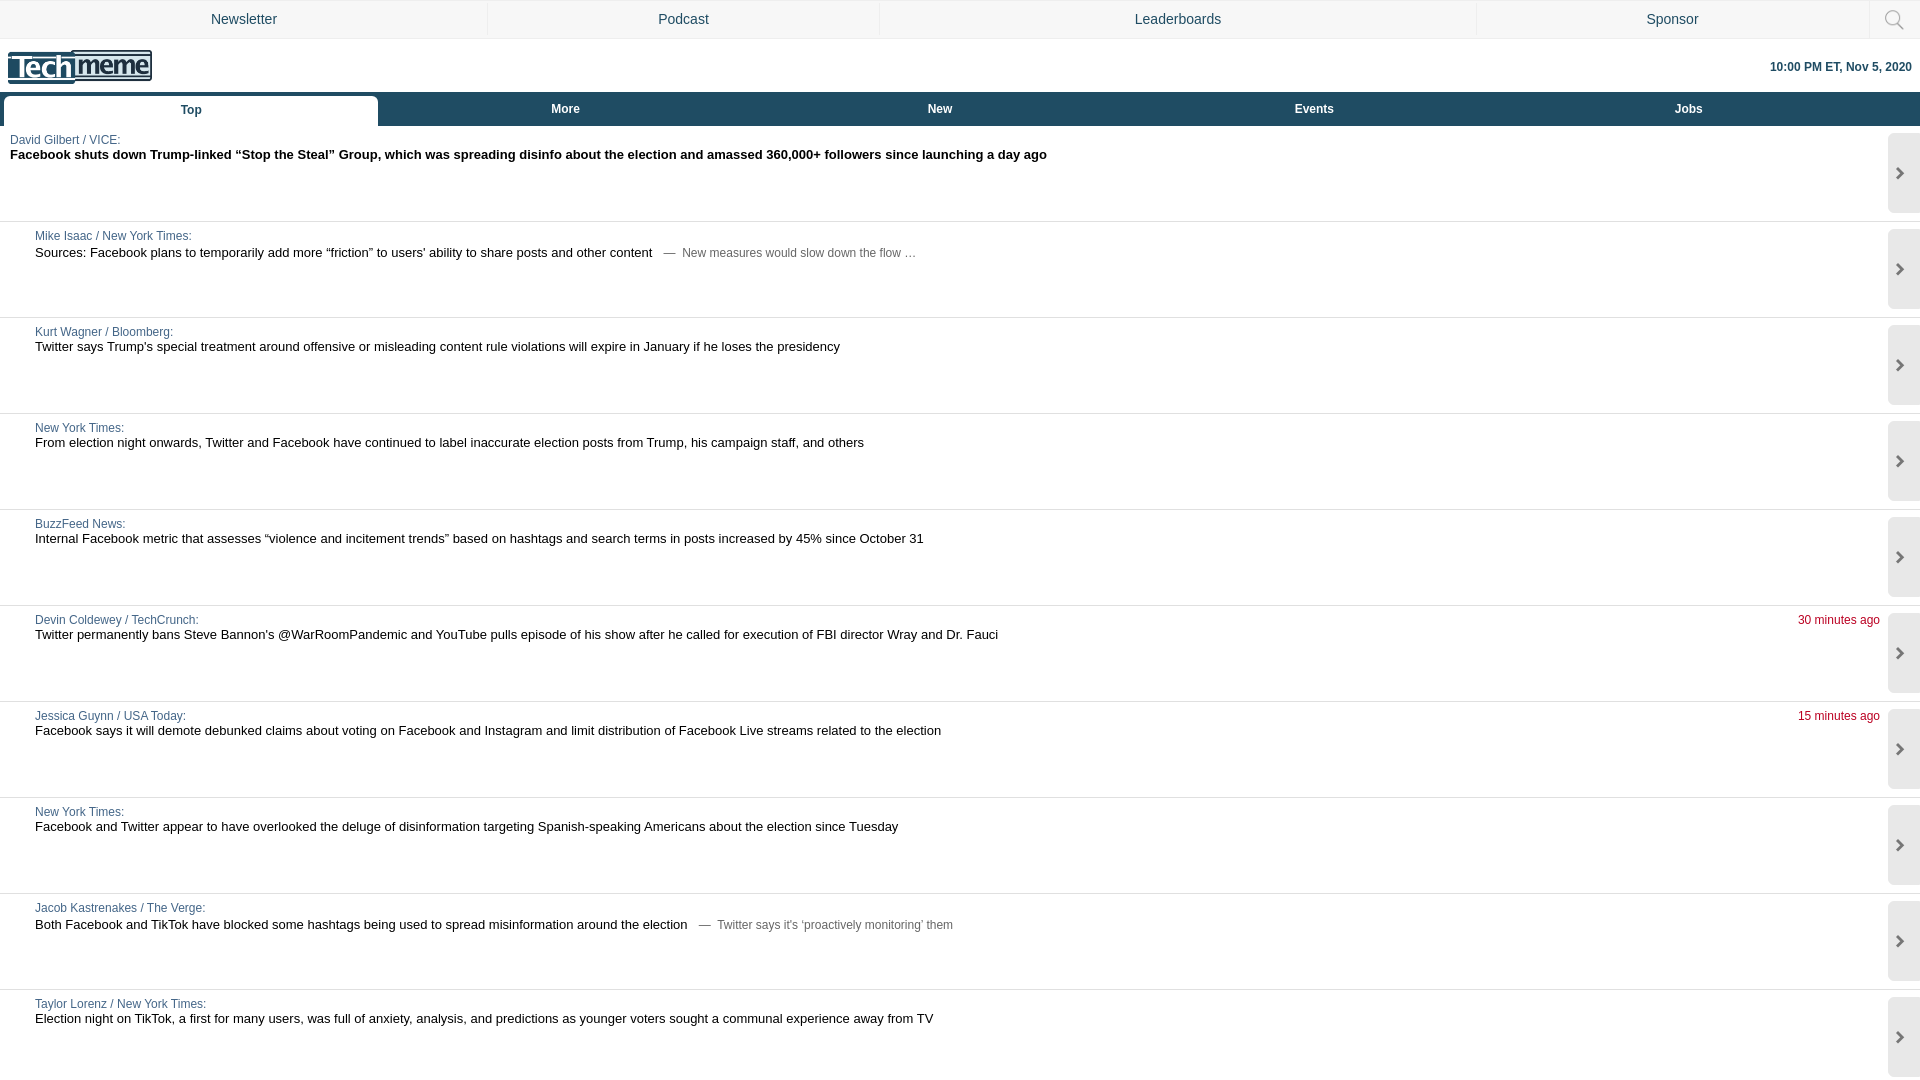 Newsletter
Podcast
Leaderboards
Sponsor
Techmeme
10:00 PM ET, Nov 5, 2020
Top
More
New
Events
Jobs
David Gilbert / VICE:
Facebook shuts down Trump-linked “Stop the Steal” Group, which was spreading disinfo about the election and amassed 360,000+ followers since launching a day ago
Mike Isaac / New York Times:
Sources: Facebook plans to temporarily add more “friction” to users' ability to share posts and other content — New measures would slow down the flow …
Kurt Wagner / Bloomberg:
Twitter says Trump's special treatment around offensive or misleading content rule violations will expire in January if he loses the presidency
New York Times:
From election night onwards, Twitter and Facebook have continued to label inaccurate election posts from Trump, his campaign staff, and others
BuzzFeed News:
Internal Facebook metric that assesses “violence and incitement trends” based on hashtags and search terms in posts increased by 45% since October 31
Devin Coldewey / TechCrunch:
30 minutes ago
Twitter permanently bans Steve Bannon's @WarRoomPandemic and YouTube pulls episode of his show after he called for execution of FBI director Wray and Dr. Fauci
Jessica Guynn / USA Today:
15 minutes ago
Facebook says it will demote debunked claims about voting on Facebook and Instagram and limit distribution of Facebook Live streams related to the election
New York Times:
Facebook and Twitter appear to have overlooked the deluge of disinformation targeting Spanish-speaking Americans about the election since Tuesday
Jacob Kastrenakes / The Verge:
Both Facebook and TikTok have blocked some hashtags being used to spread misinformation around the election — Twitter says it's ‘proactively monitoring’ them
Taylor Lorenz / New York Times:
Election night on TikTok, a first for many users, was full of anxiety, analysis, and predictions as younger voters sought a communal experience away from TV